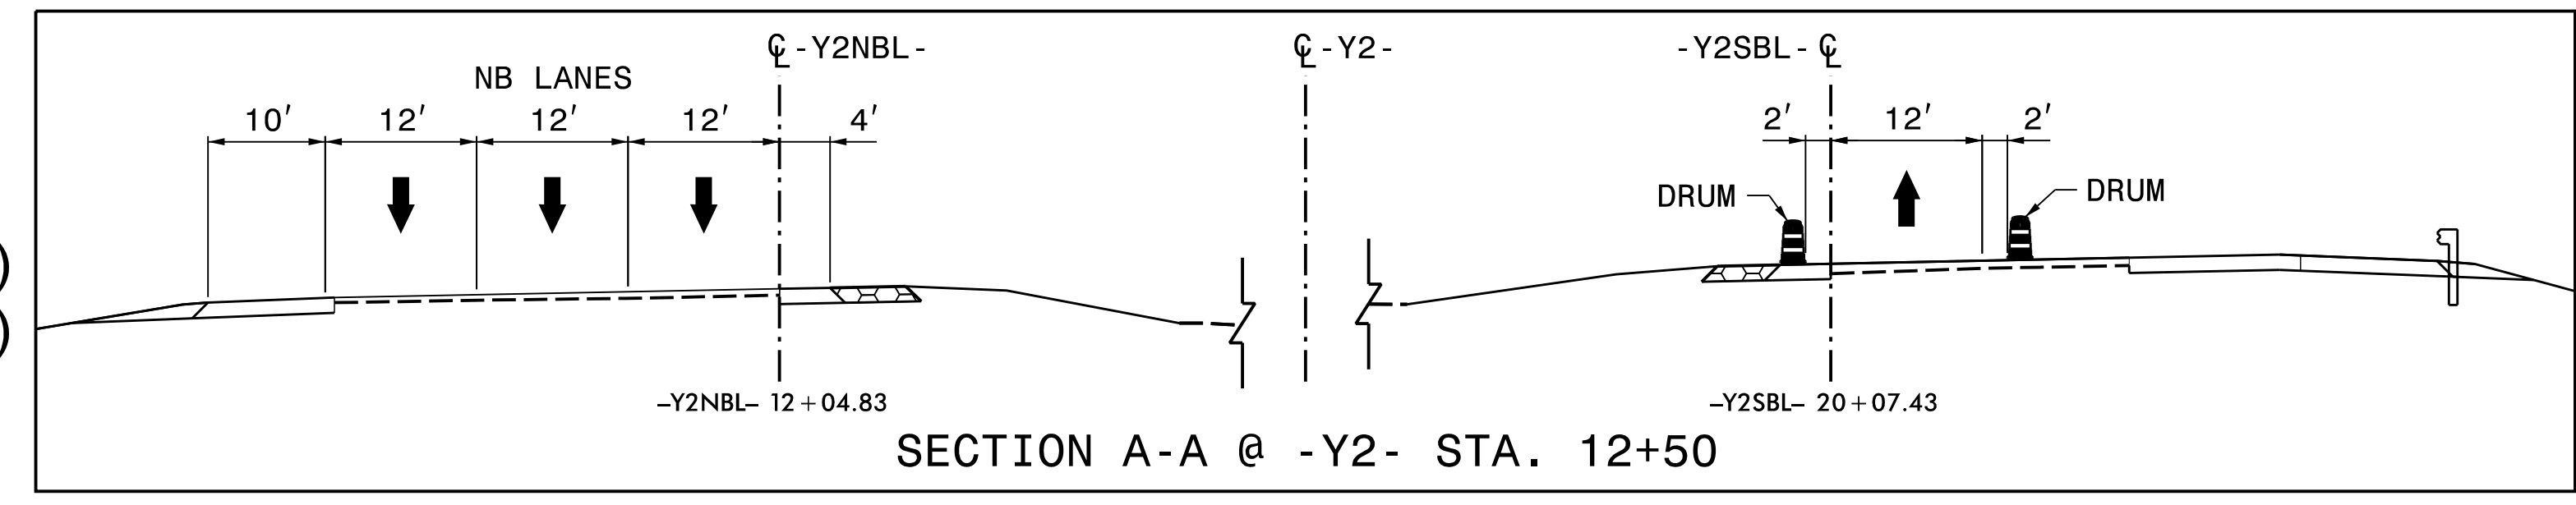 ℄ -Y2NBL-
℄ -Y2-
-Y2SBL- ℄
NB LANES
10' 12' 12' 12' 4'
2' 12' 2'
DRUM
DRUM
-Y2NBL- 12+04.83
-Y2SBL- 20+07.43
SECTION A-A @ -Y2- STA. 12+50